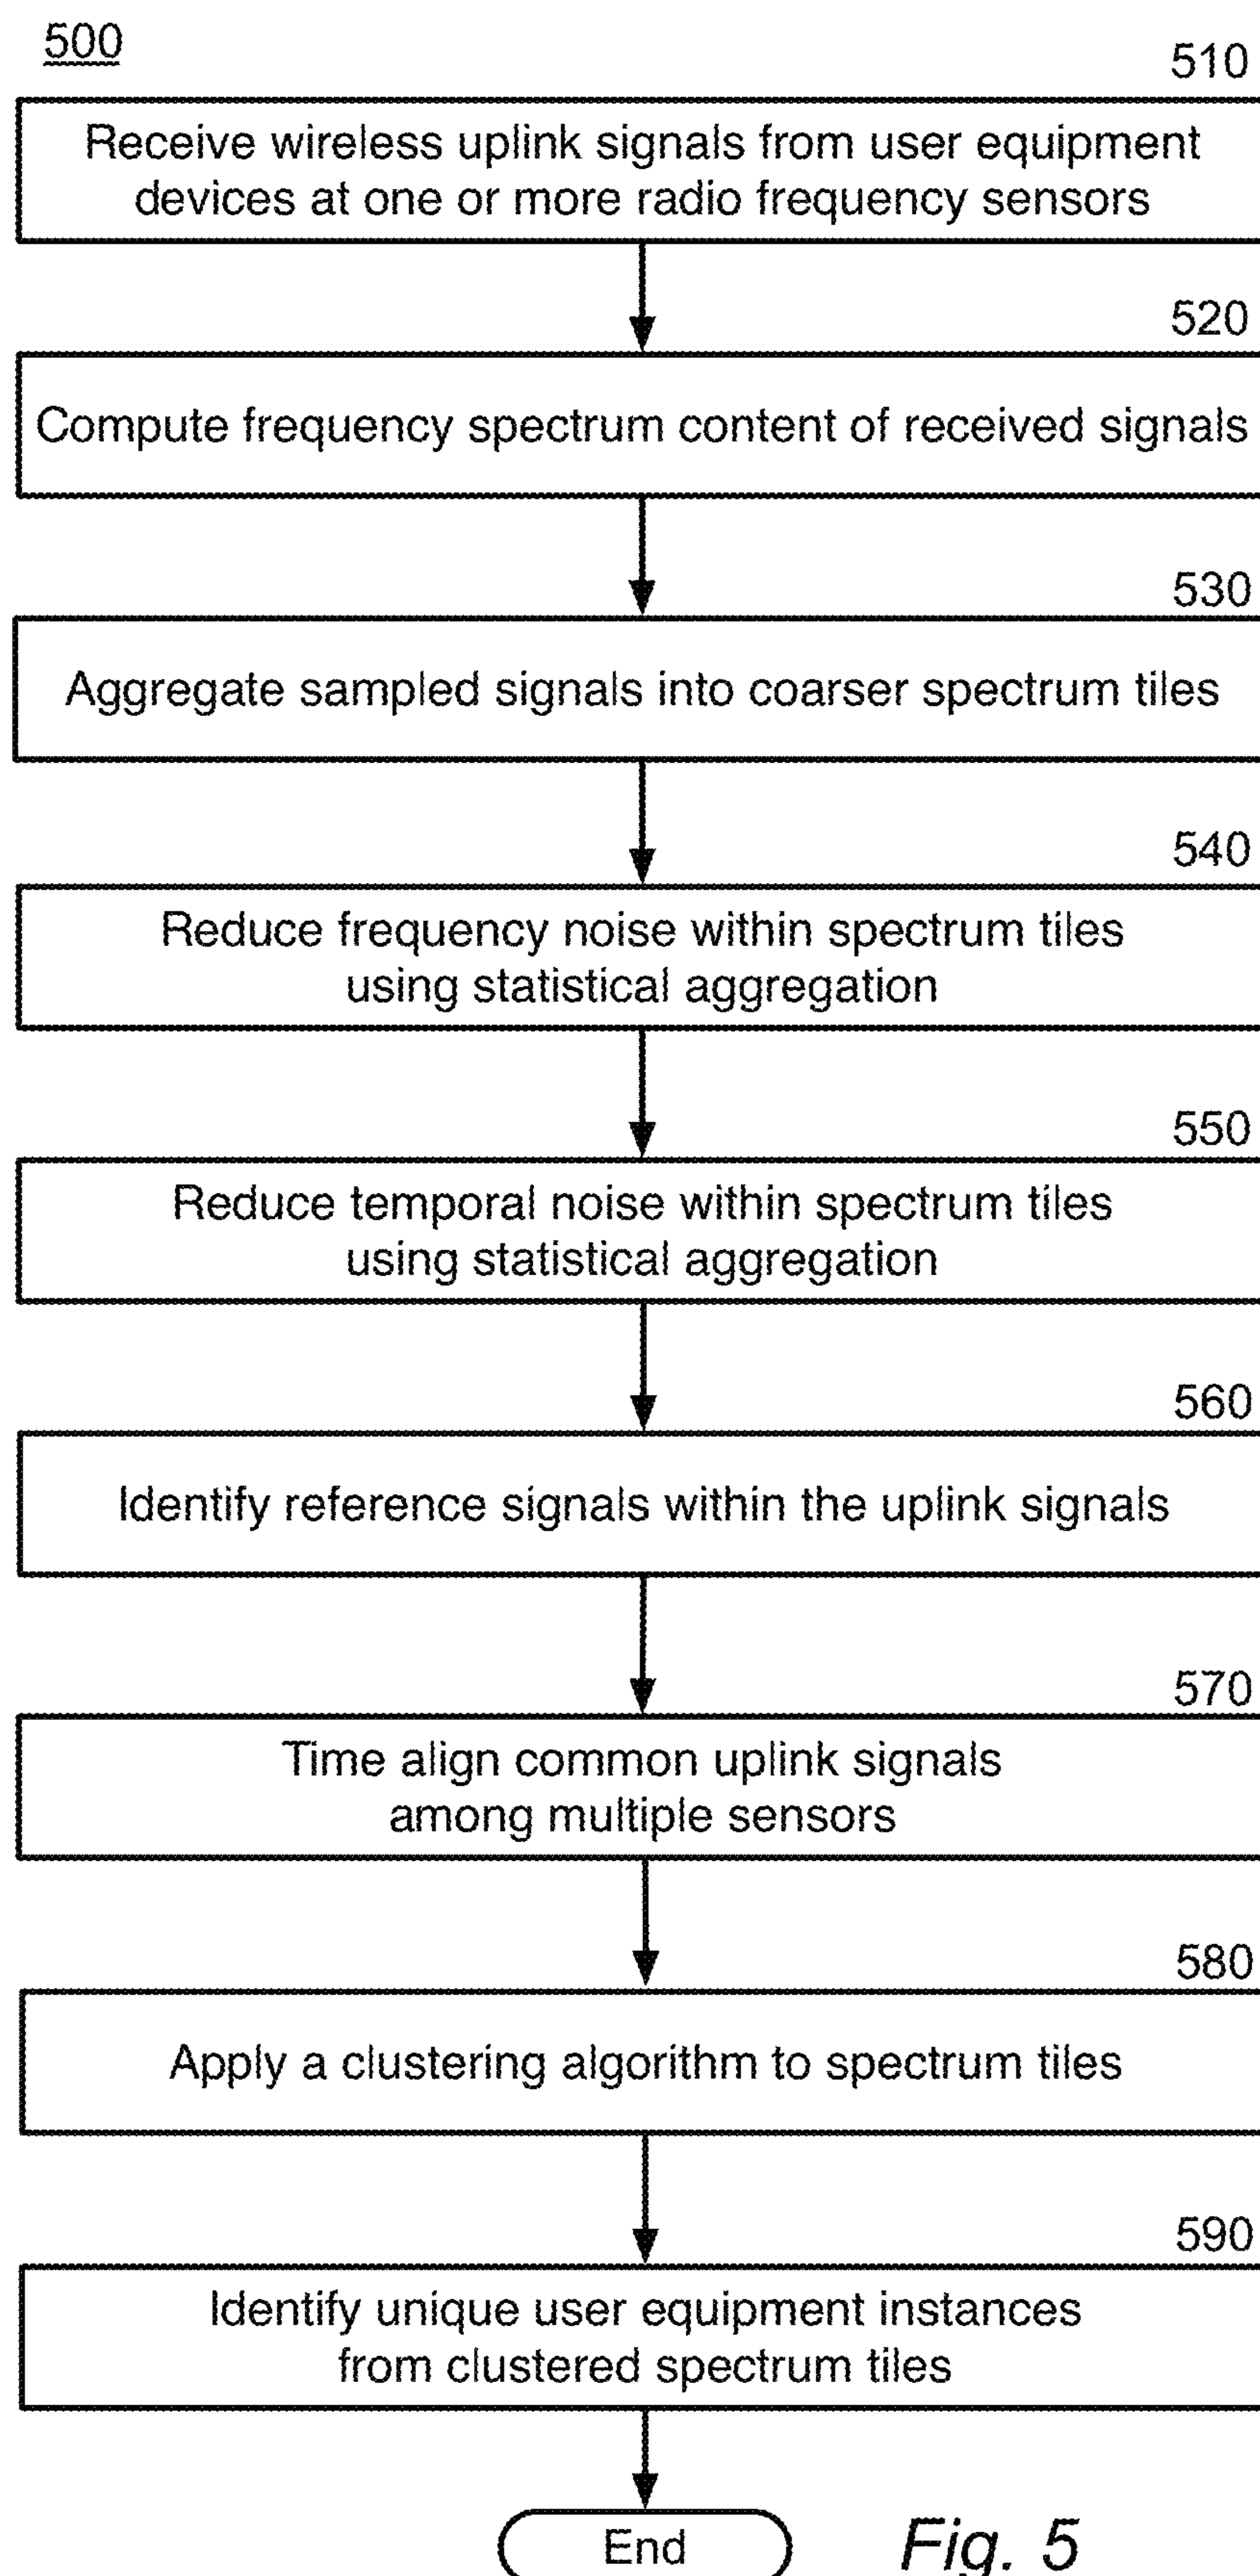 500
510
Receive wireless uplink signals from user equipment
devices at one or more radio frequency sensors
520
Compute frequency spectrum content of received signals
530
Aggregate sampled signals into coarser spectrum tiles
540
Reduce frequency noise within spectrum tiles
using statistical aggregation
550
Reduce temporal noise within spectrum tiles
using statistical aggregation
560
Identify reference signals within the uplink signals
570
Time align common uplink signals
among multiple sensors
580
Apply a clustering algorithm to spectrum tiles
590
Identify unique user equipment instances
from clustered spectrum tiles
End
Fig. 5